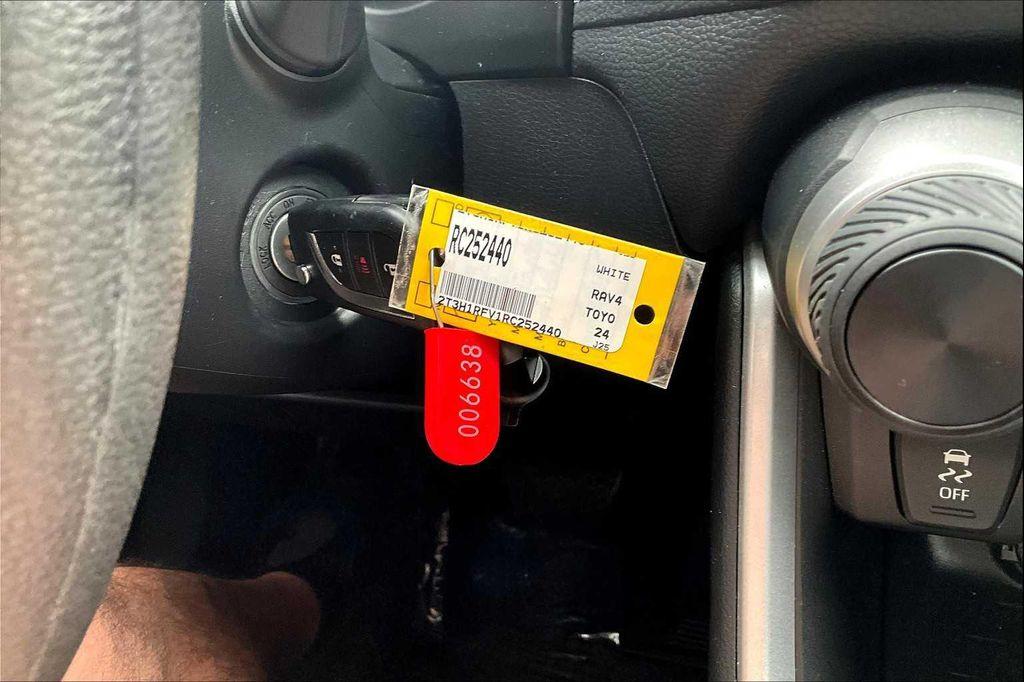 LOCK ACC ON
RC252440
WHITE
RAV4
TOYO
2T3H1RFV1RC252440
24
J25
Y M M B C
006638
OFF